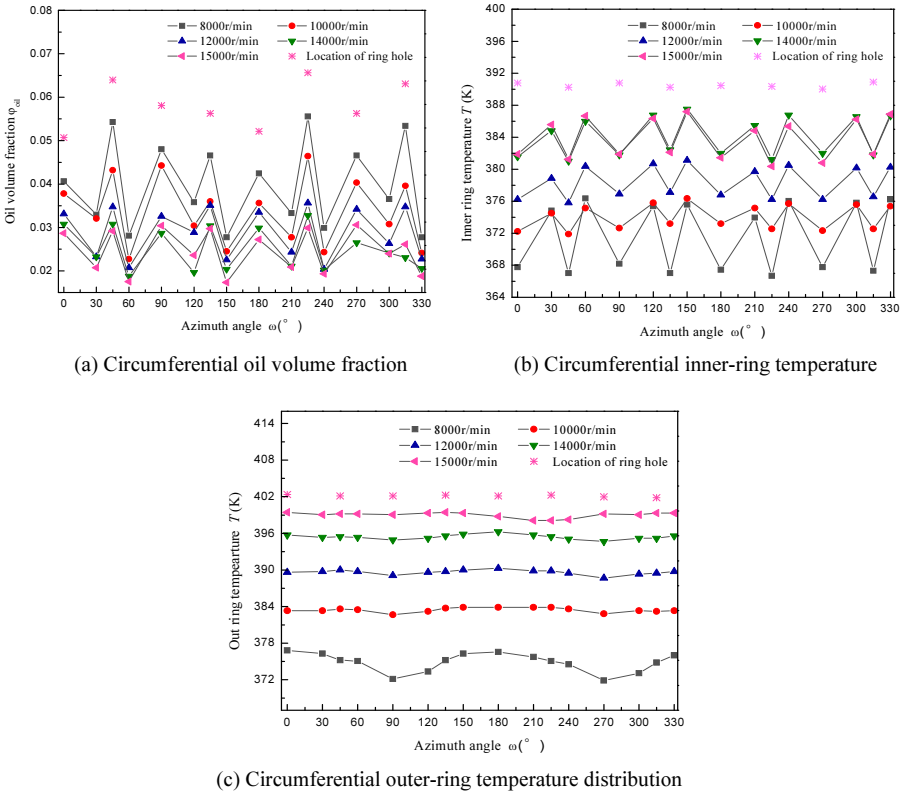 8000r/min 10000r/min
12000r/min 14000r/min
15000r/min Location of ring hole
Oil volume fraction φoil
0.08
0.07
0.06
0.05
0.04
0.03
0.02
0 30 60 90 120 150 180 210 240 270 300 330
Azimuth angle ω(°)
(a) Circumferential oil volume fraction
8000r/min 10000r/min
12000r/min 14000r/min
15000r/min Location of ring hole
Inner ring temperature T (K)
400
396
392
388
384
380
376
372
368
364
0 30 60 90 120 150 180 210 240 270 300 330
Azimuth angle ω(°)
(b) Circumferential inner-ring temperature
8000r/min 10000r/min
12000r/min 14000r/min
15000r/min Location of ring hole
Out ring tempearture T (K)
414
408
402
396
390
384
378
372
0 30 60 90 120 150 180 210 240 270 300 330
Azimuth angle ω(°)
(c) Circumferential outer-ring temperature distribution